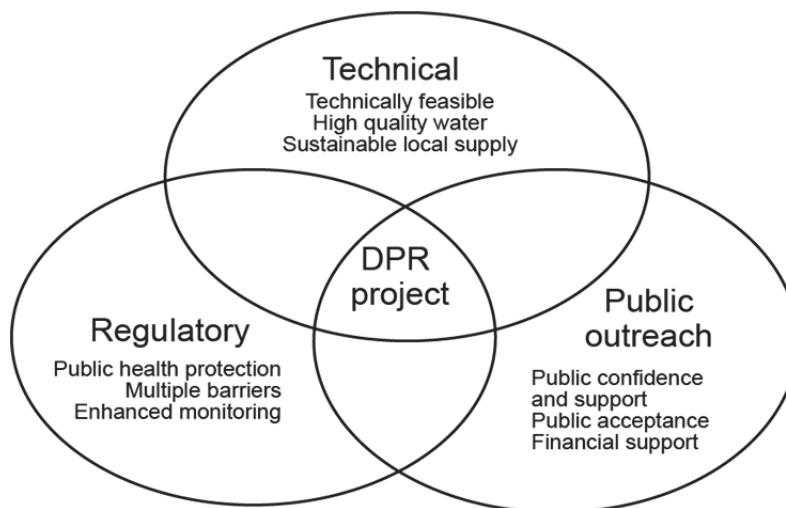 Technical
Technically feasible
High quality water
Sustainable local supply
DPR
project
Regulatory
Public health protection
Multiple barriers
Enhanced monitoring
Public
outreach
Public confidence
and support
Public acceptance
Financial support